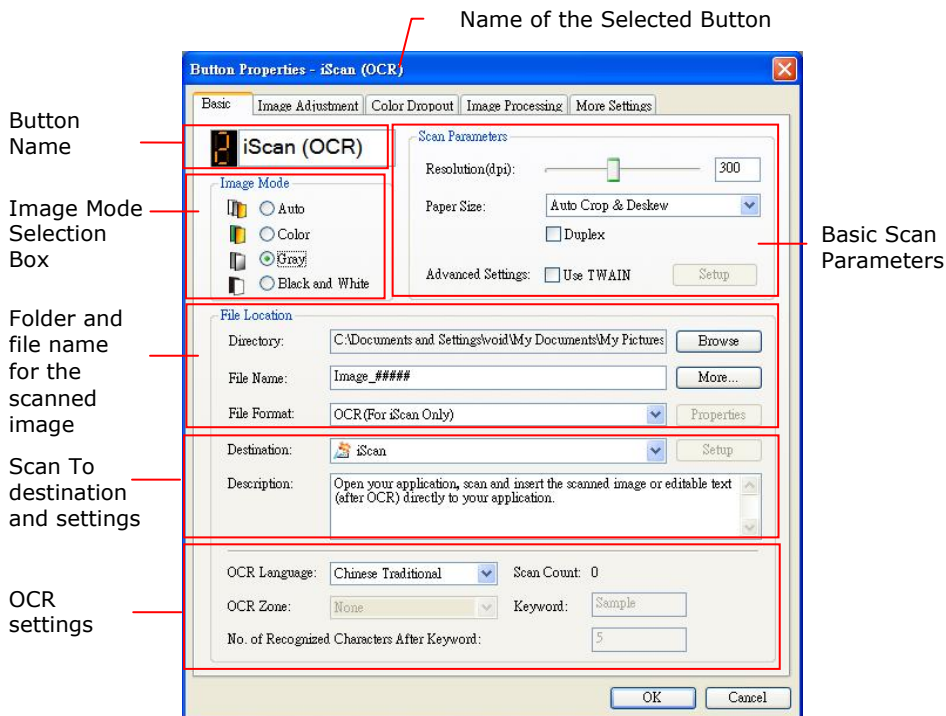 Name of the Selected Button
Button Properties - iScan (OCR)
Basic Image Adjustment Color Dropout Image Processing More Settings
Button
Name
2 iScan (OCR)
Image Mode
Selection
Box
Image Mode
Auto
Color
Gray
Black and White
Scan Parameters
Resolution(dpi): 300
Paper Size: Auto Crop & Deskew
Duplex
Advanced Settings: Use TWAIN Setup
Basic Scan
Parameters
Folder and
file name
for the
scanned
image
File Location
Directory: C:\Documents and Settings\void\My Documents\My Pictures Browse
File Name: Image_##### More...
File Format: OCR(For iScan Only) Properties
Scan To
destination
and settings
Destination: iScan Setup
Description: Open your application, scan and insert the scanned image or editable text
(after OCR) directly to your application.
OCR
settings
OCR Language: Chinese Traditional Scan Count: 0
OCR Zone: None Keyword: Sample
No. of Recognized Characters After Keyword: 5
OK Cancel